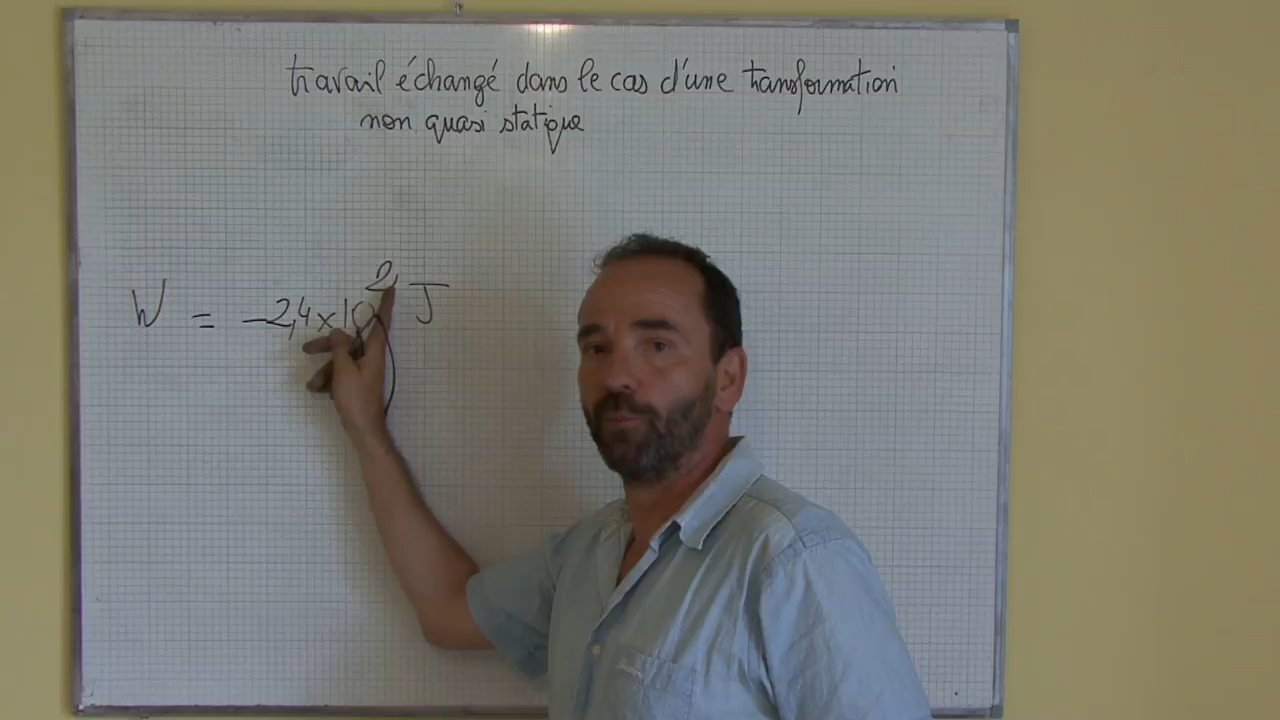 travail échangé dans le cas d'une transformation
non quasi statique
W = -2,4 × 10² J